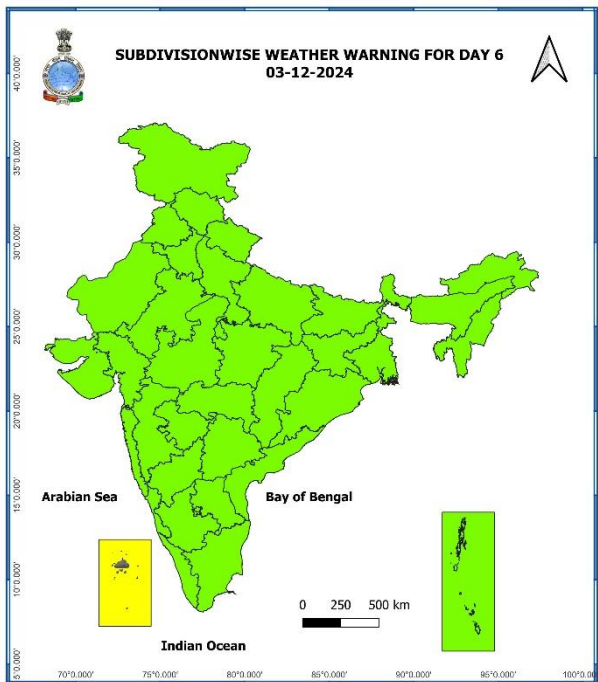 SUBDIVISIONWISE WEATHER WARNING FOR DAY 6
03-12-2024
40°0.000'
35°0.000'
30°0.000'
25°0.000'
20°0.000'
15°0.000'
10°0.000'
5°0.000'
Arabian Sea
Bay of Bengal
0 250 500 km
Indian Ocean
70°0.000' 75°0.000' 80°0.000' 85°0.000' 90°0.000' 95°0.000' 100°0.0